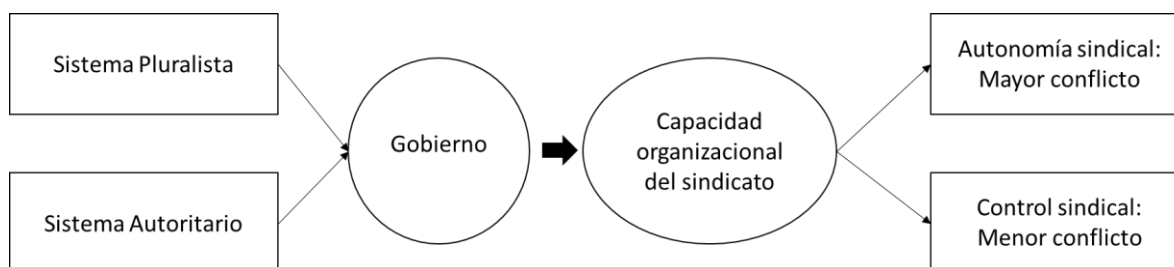 Sistema Pluralista
Sistema Autoritario
Gobierno
Capacidad
organizacional
del sindicato
Autonomía sindical:
Mayor conflicto
Control sindical:
Menor conflicto